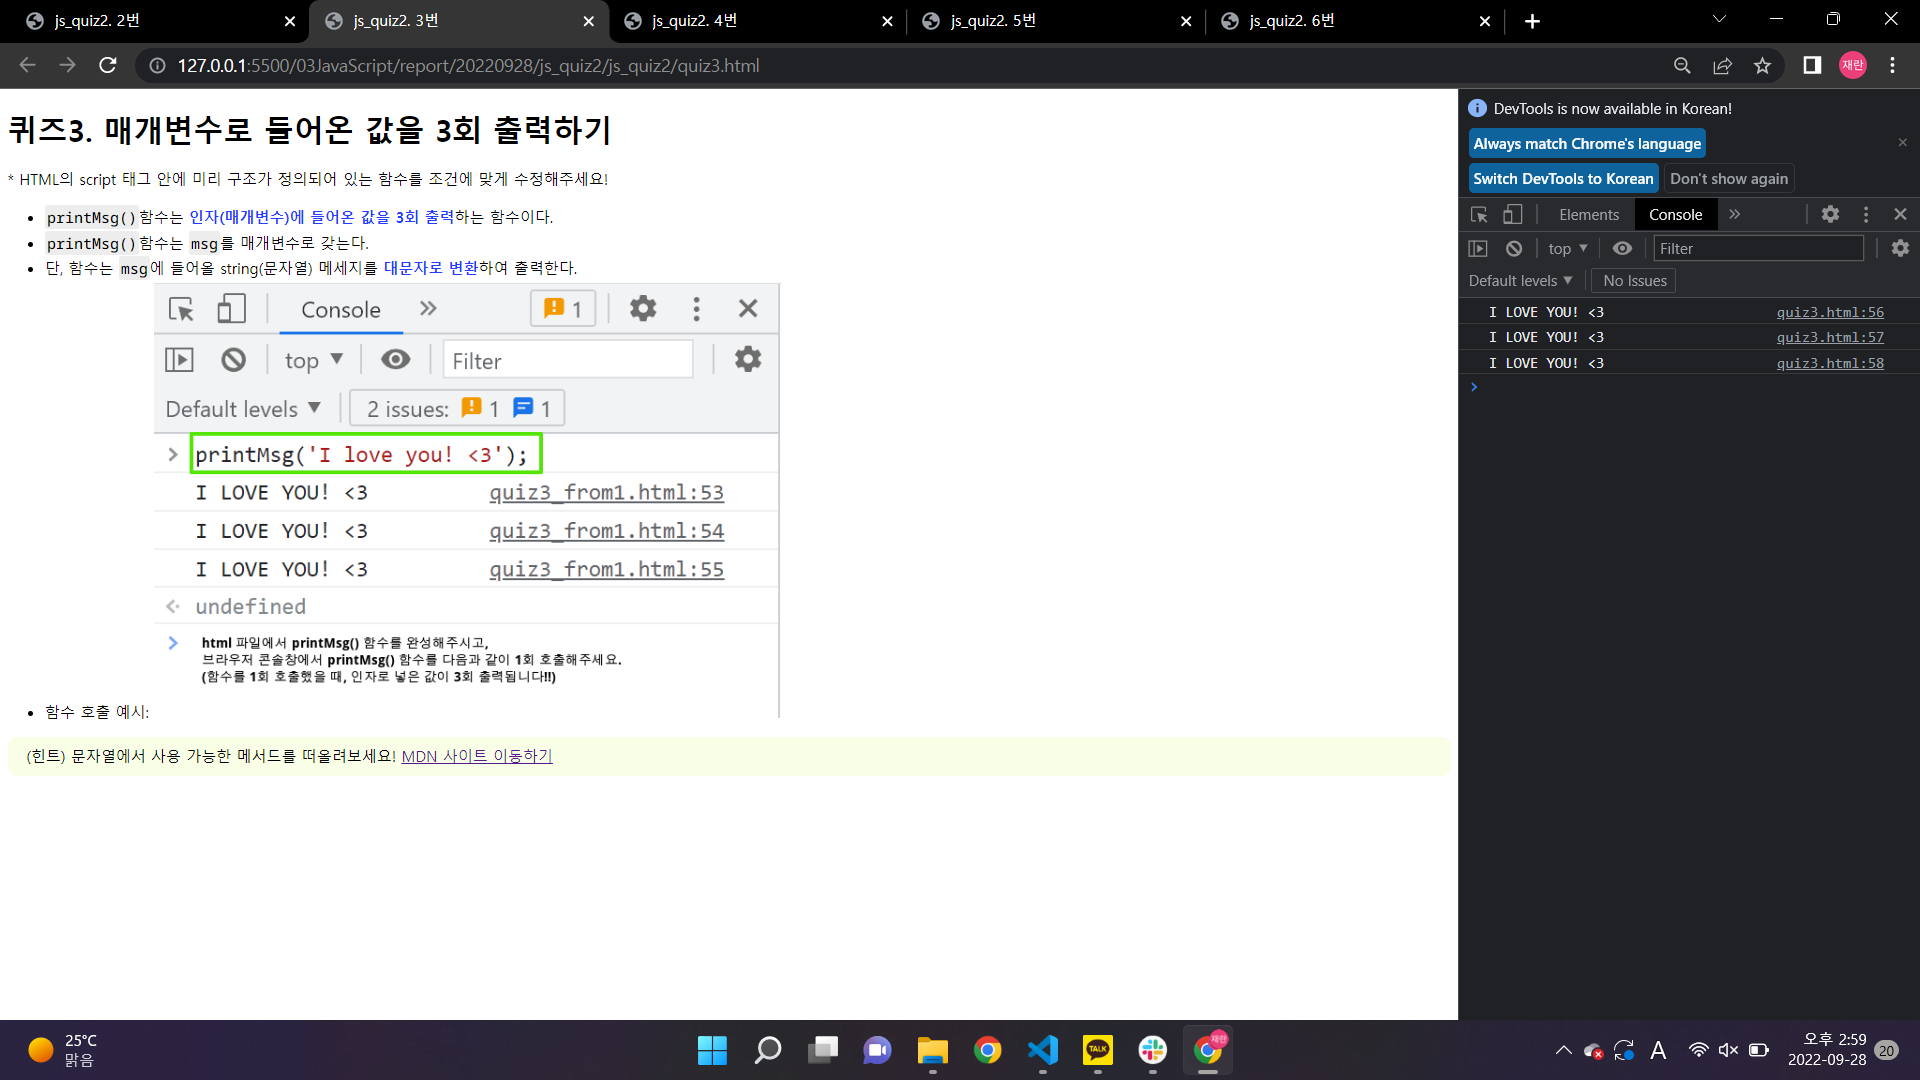 js_quiz2. 2번
js_quiz2. 3번
js_quiz2. 4번
js_quiz2. 5번
js_quiz2. 6번
127.0.0.1:5500/03JavaScript/report/20220928/js_quiz2/js_quiz2/quiz3.html
재란
퀴즈3. 매개변수로 들어온 값을 3회 출력하기
* HTML의 script 태그 안에 미리 구조가 정의되어 있는 함수를 조건에 맞게 수정해주세요!
• printMsg()함수는 인자(매개변수)에 들어온 값을 3회 출력하는 함수이다.
• printMsg()함수는 msg를 매개변수로 갖는다.
• 단, 함수는 msg에 들어올 string(문자열) 메세지를 대문자로 변환하여 출력한다.
Console
1
top
Filter
Default levels
2 issues: 1 1
printMsg('I love you! <3');
I LOVE YOU! <3 quiz3_from1.html:53
I LOVE YOU! <3 quiz3_from1.html:54
I LOVE YOU! <3 quiz3_from1.html:55
undefined
html 파일에서 printMsg() 함수를 완성해주시고,
브라우저 콘솔창에서 printMsg() 함수를 다음과 같이 1회 호출해주세요.
(함수를 1회 호출했을 때, 인자로 넣은 값이 3회 출력됩니다!!)
• 함수 호출 예시:
(힌트) 문자열에서 사용 가능한 메서드를 떠올려보세요! MDN 사이트 이동하기
DevTools is now available in Korean!
Always match Chrome's language
Switch DevTools to Korean
Don't show again
Elements
Console
top
Filter
Default levels
No Issues
I LOVE YOU! <3 quiz3.html:56
I LOVE YOU! <3 quiz3.html:57
I LOVE YOU! <3 quiz3.html:58
25°C
맑음
TALK
재란
A
오후 2:59
2022-09-28
20